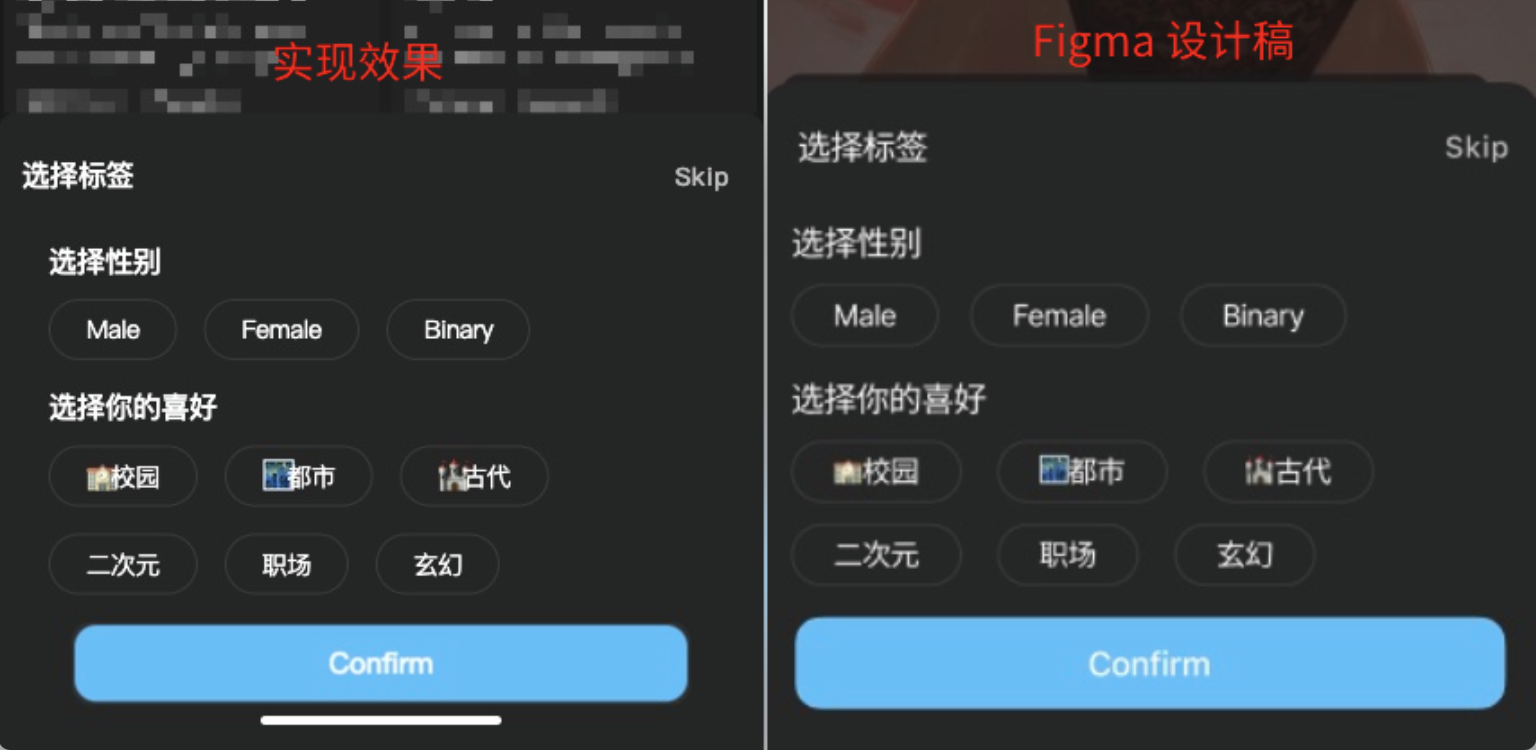 实现效果
选择标签 Skip
选择性别
Male Female Binary
选择你的喜好
校园 都市 古代
二次元 职场 玄幻
Confirm
Figma 设计稿
选择标签 Skip
选择性别
Male Female Binary
选择你的喜好
校园 都市 古代
二次元 职场 玄幻
Confirm